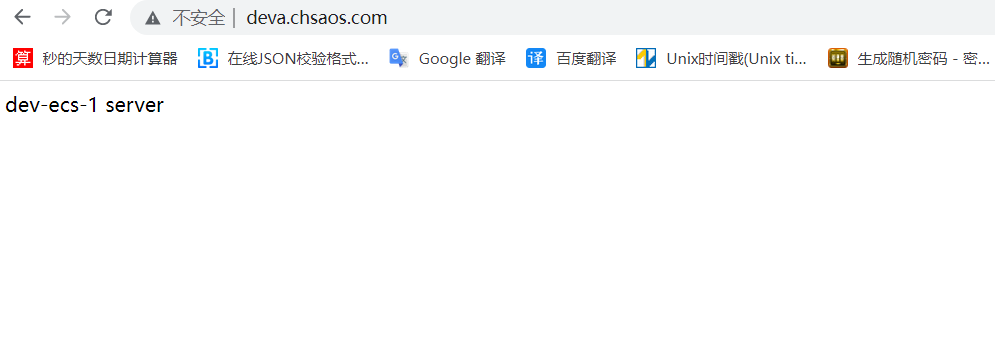 不安全 | deva.chsaos.com
算 秒的天数日期计算器 B 在线JSON校验格式... G 文 Google 翻译 译 百度翻译 Unix时间戳(Unix ti... 生成随机密码 - 密...
dev-ecs-1 server